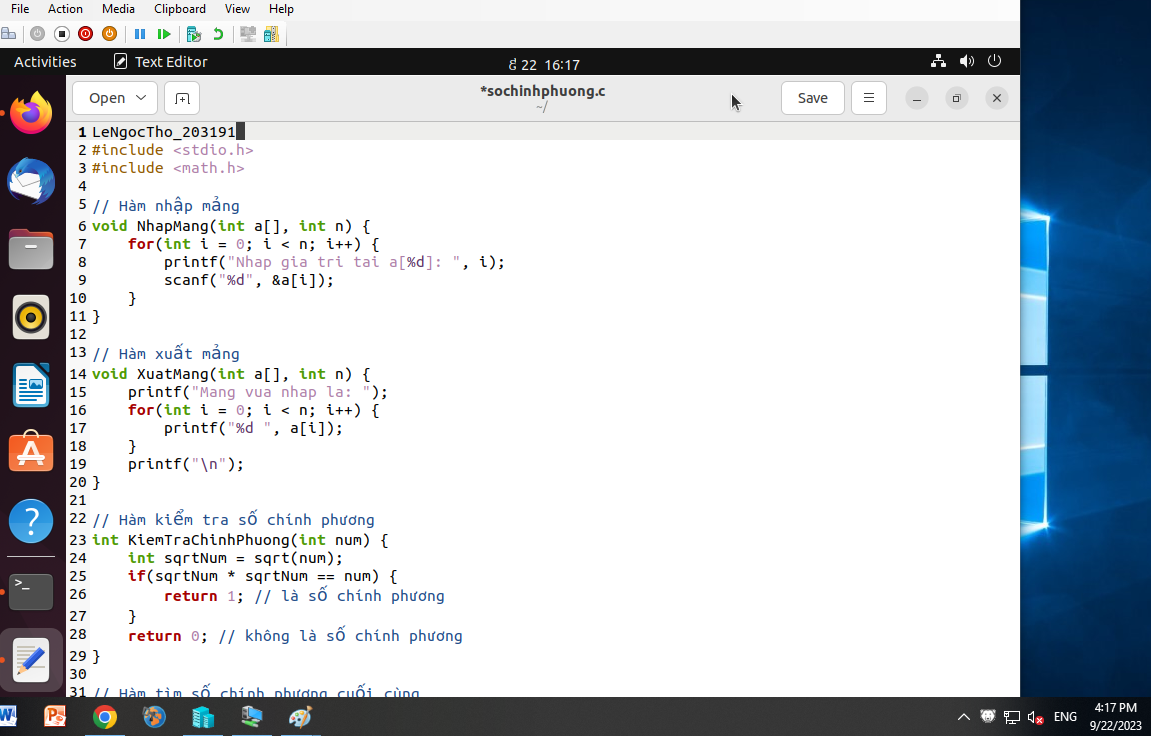 File Action Media Clipboard View Help
Activities Text Editor 22 16:17
Open *sochinhphuong.c Save
~/
1 LeNgocTho_203191
2 #include <stdio.h>
3 #include <math.h>
4
5 // Hàm nhập mảng
6 void NhapMang(int a[], int n) {
7     for(int i = 0; i < n; i++) {
8         printf("Nhap gia tri tai a[%d]: ", i);
9         scanf("%d", &a[i]);
10     }
11 }
12
13 // Hàm xuất mảng
14 void XuatMang(int a[], int n) {
15     printf("Mang vua nhap la: ");
16     for(int i = 0; i < n; i++) {
17         printf("%d ", a[i]);
18     }
19     printf("\n");
20 }
21
22 // Hàm kiểm tra số chính phương
23 int KiemTraChinhPhuong(int num) {
24     int sqrtNum = sqrt(num);
25     if(sqrtNum * sqrtNum == num) {
26         return 1; // là số chính phương
27     }
28     return 0; // không là số chính phương
29 }
30
31 // Hàm tìm số chính phương cuối cùng
ENG 4:17 PM
9/22/2023